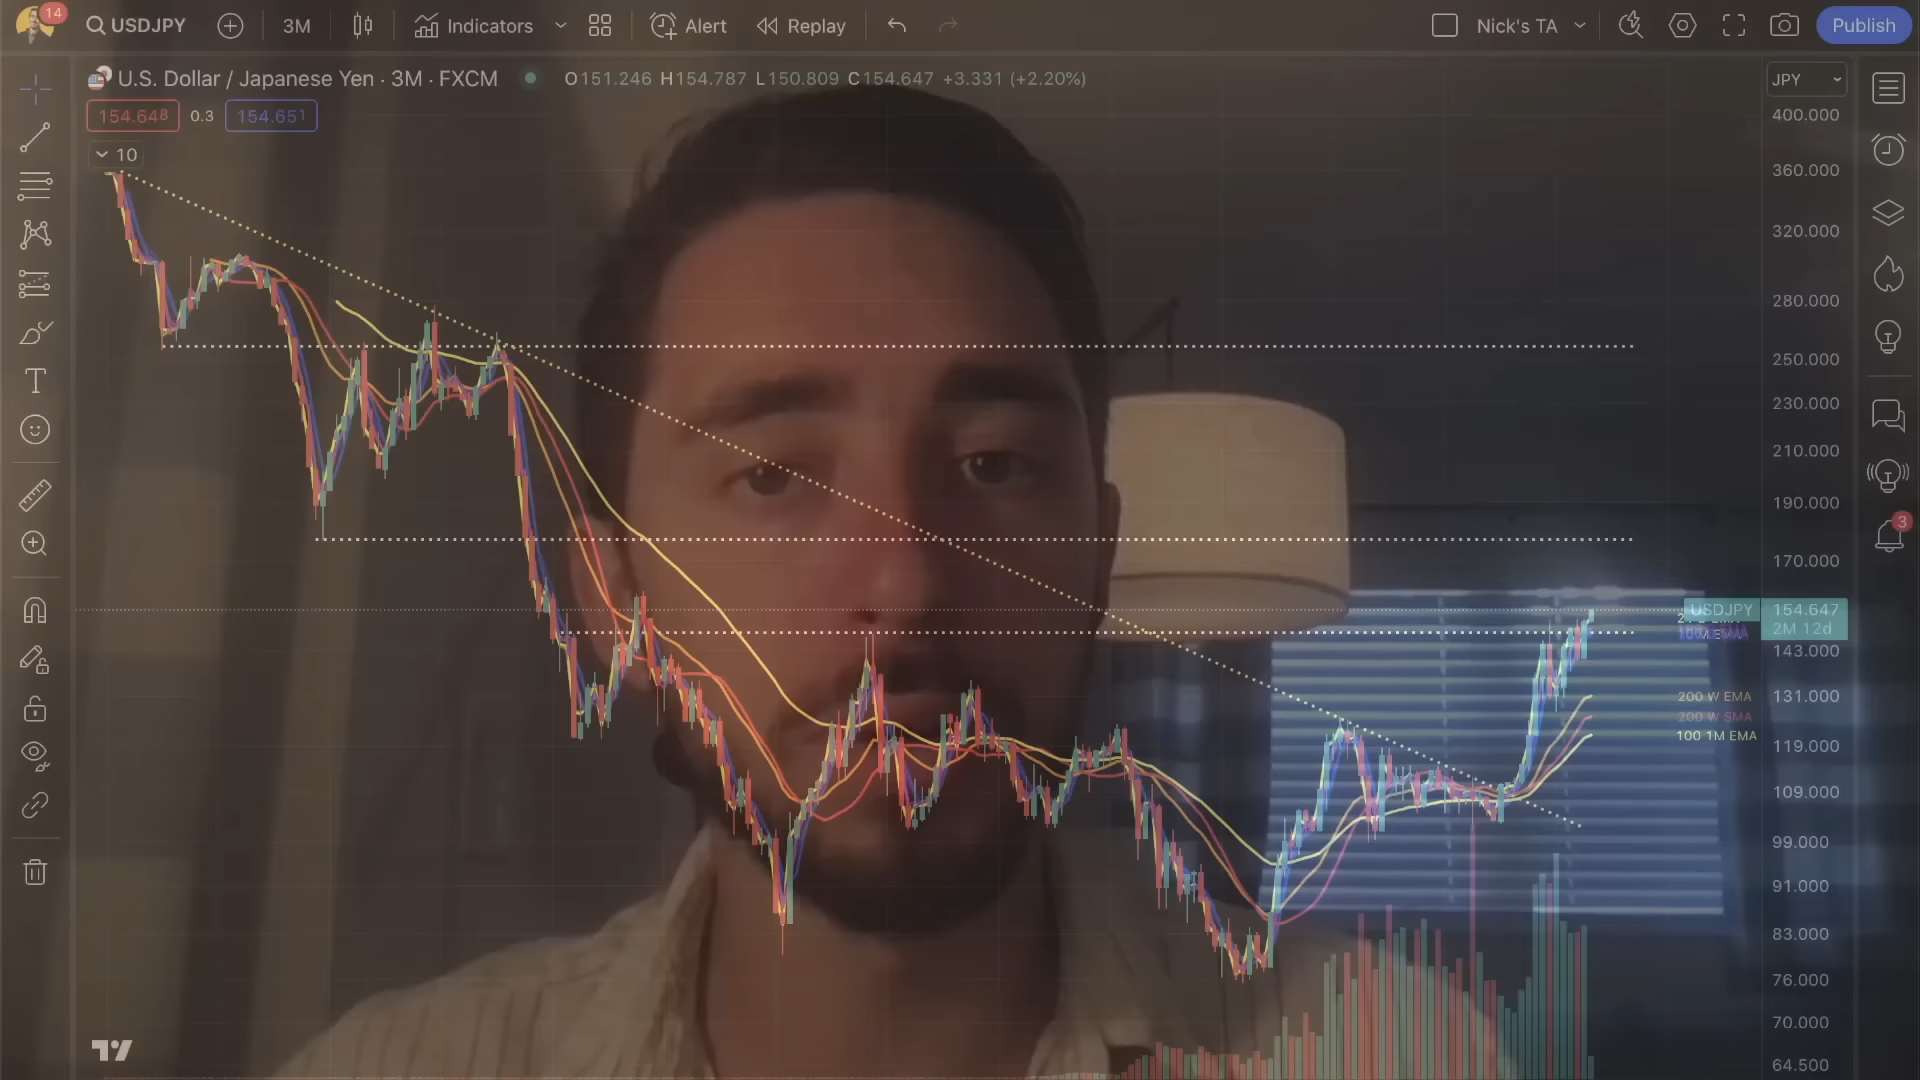 14
USDJPY
3M
Indicators
Alert
Replay
Nick's TA
Publish
U.S. Dollar / Japanese Yen · 3M · FXCM
O151.246 H154.787 L150.809 C154.647 +3.331 (+2.20%)
JPY
154.648
0.3
154.651
10
400.000
360.000
320.000
280.000
250.000
230.000
210.000
190.000
3
170.000
USDJPY
154.647
2M 12d
143.000
200 W EMA
131.000
200 W SMA
100 1M EMA
119.000
109.000
99.000
91.000
83.000
76.000
70.000
64.500